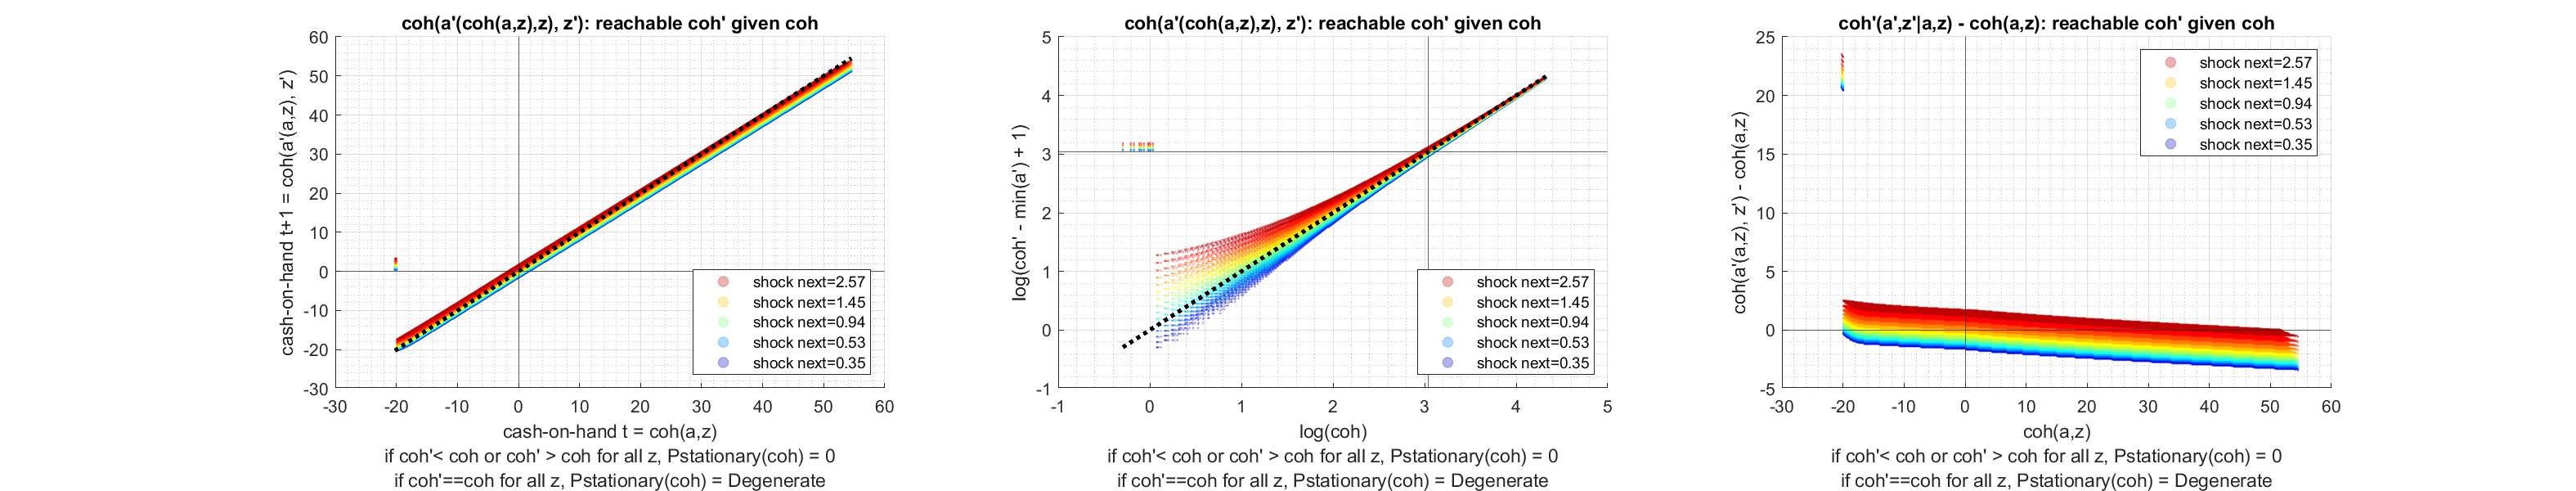 coh(a'(coh(a,z),z), z'): reachable coh' given coh
cash-on-hand t+1 = coh(a'(a,z), z')
60
50
40
30
20
10
0
-10
-20
-30
shock next=2.57
shock next=1.45
shock next=0.94
shock next=0.53
shock next=0.35
-30 -20 -10 0 10 20 30 40 50 60
cash-on-hand t = coh(a,z)
if coh'< coh or coh' > coh for all z, Pstationary(coh) = 0
if coh'==coh for all z, Pstationary(coh) = Degenerate
coh(a'(coh(a,z),z), z'): reachable coh' given coh
log(coh' - min(a') + 1)
5
4
3
2
1
0
-1
shock next=2.57
shock next=1.45
shock next=0.94
shock next=0.53
shock next=0.35
-1 0 1 2 3 4 5
log(coh)
if coh'< coh or coh' > coh for all z, Pstationary(coh) = 0
if coh'==coh for all z, Pstationary(coh) = Degenerate
coh'(a',z'|a,z) - coh(a,z): reachable coh' given coh
coh(a'(a,z), z') - coh(a,z)
25
20
15
10
5
0
-5
shock next=2.57
shock next=1.45
shock next=0.94
shock next=0.53
shock next=0.35
-30 -20 -10 0 10 20 30 40 50 60
coh(a,z)
if coh'< coh or coh' > coh for all z, Pstationary(coh) = 0
if coh'==coh for all z, Pstationary(coh) = Degenerate